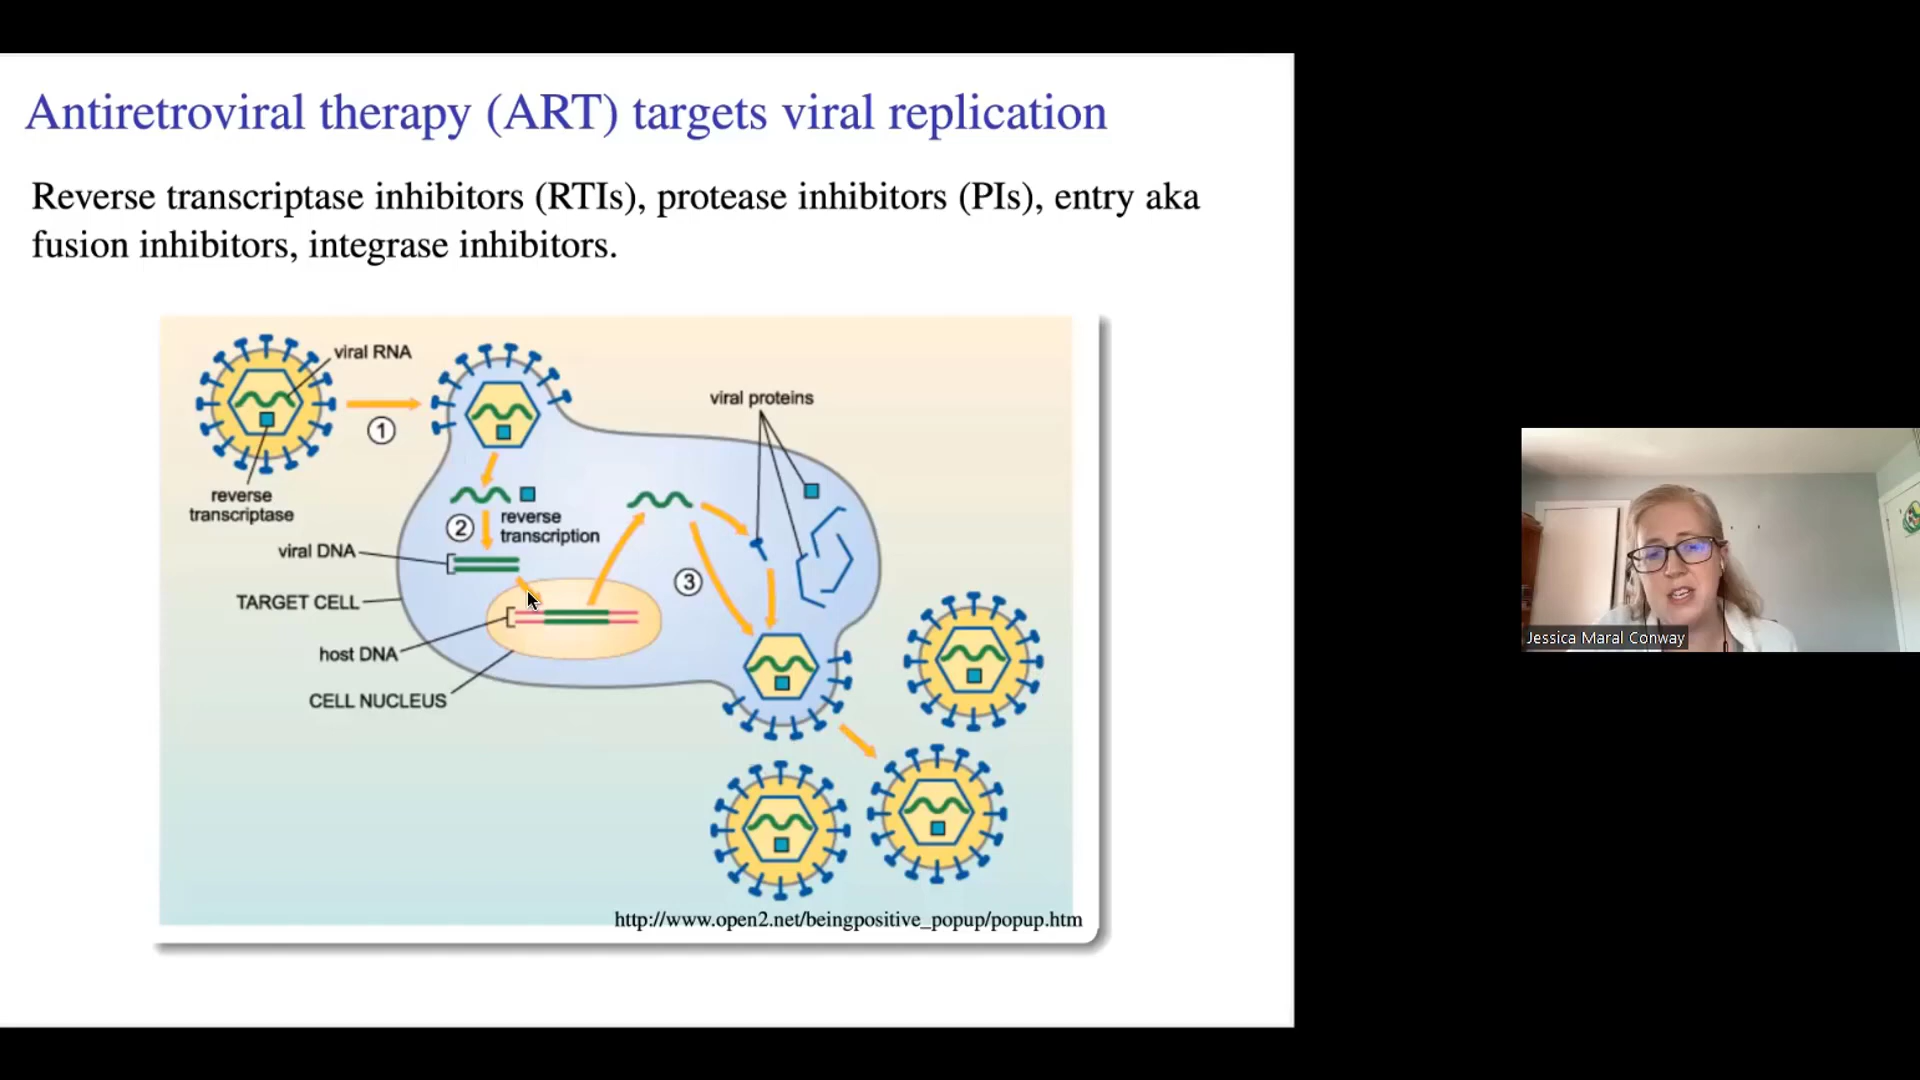 Antiretroviral therapy (ART) targets viral replication
Reverse transcriptase inhibitors (RTIs), protease inhibitors (PIs), entry aka
fusion inhibitors, integrase inhibitors.
viral RNA
1
reverse
transcriptase
viral proteins
2
reverse
transcription
viral DNA
TARGET CELL
3
host DNA
CELL NUCLEUS
http://www.open2.net/beingpositive_popup/popup.htm
Jessica Maral Conway